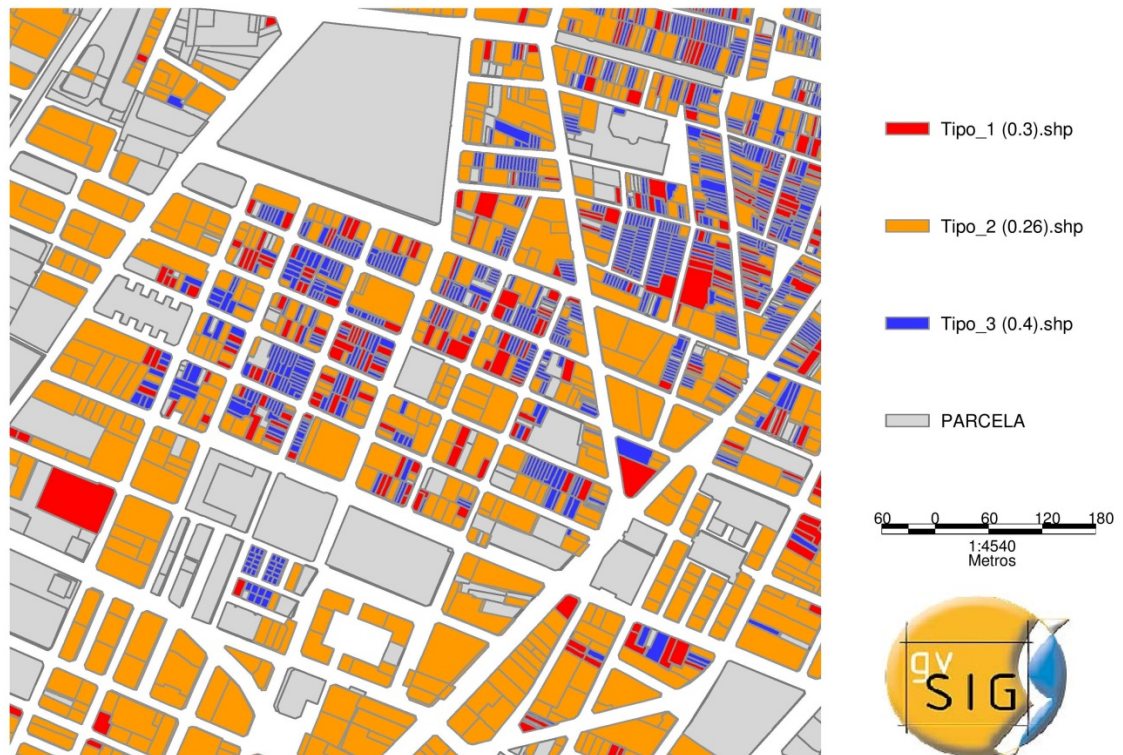 Tipo_1 (0.3).shp
Tipo_2 (0.26).shp
Tipo_3 (0.4).shp
PARCELA
60 0 60 120 180
1:4540
Metros
gv
SIG